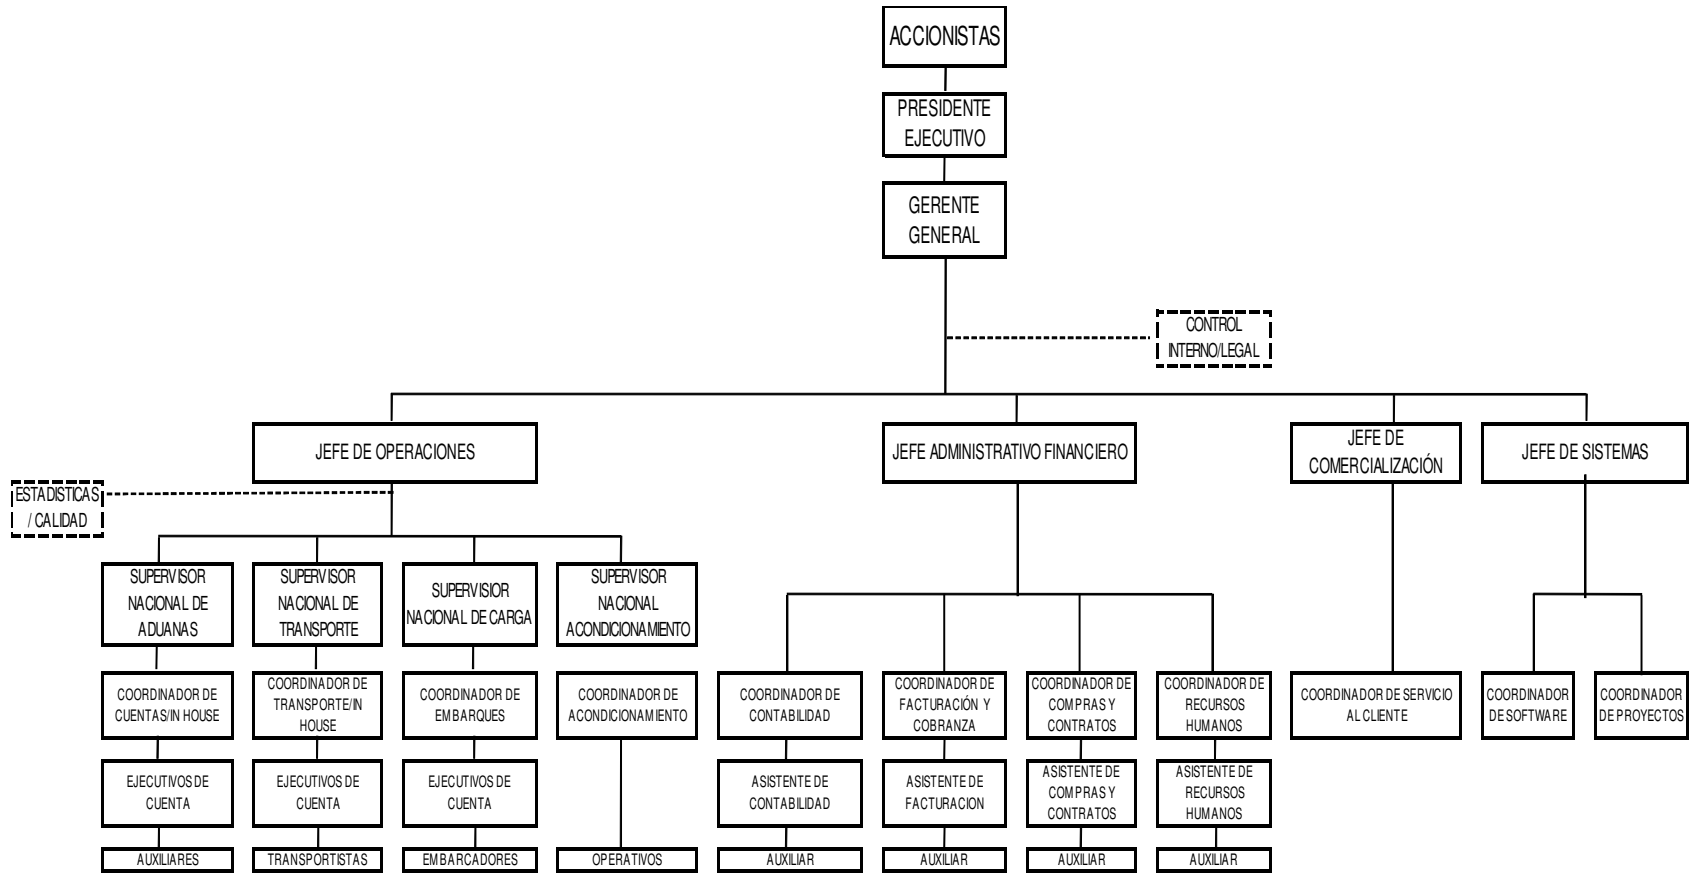 ACCIONISTAS
PRESIDENTE
EJECUTIVO
GERENTE
GENERAL
CONTROL
INTERNO/LEGAL
JEFE DE OPERACIONES
JEFE ADMINISTRATIVO FINANCIERO
JEFE DE
COMERCIALIZACIÓN
JEFE DE SISTEMAS
ESTADISTICAS
/ CALIDAD
SUPERVISOR
NACIONAL DE
ADUANAS
SUPERVISOR
NACIONAL DE
TRANSPORTE
SUPERVISIOR
NACIONAL DE CARGA
SUPERVISOR
NACIONAL
ACONDICIONAMIENTO
COORDINADOR DE
CUENTAS/IN HOUSE
COORDINADOR DE
TRANSPORTE/IN
HOUSE
COORDINADOR DE
EMBARQUES
COORDINADOR DE
ACONDICIONAMIENTO
COORDINADOR DE
CONTABILIDAD
COORDINADOR DE
FACTURACIÓN Y
COBRANZA
COORDINADOR DE
COMPRAS Y
CONTRATOS
COORDINADOR DE
RECURSOS
HUMANOS
COORDINADOR DE SERVICIO
AL CLIENTE
COORDINADOR
DE SOFTWARE
COORDINADOR
DE PROYECTOS
EJECUTIVOS DE
CUENTA
EJECUTIVOS DE
CUENTA
EJECUTIVOS DE
CUENTA
ASISTENTE DE
CONTABILIDAD
ASISTENTE DE
FACTURACION
ASISTENTE DE
COMPRAS Y
CONTRATOS
ASISTENTE DE
RECURSOS
HUMANOS
AUXILIARES
TRANSPORTISTAS
EMBARCADORES
OPERATIVOS
AUXILIAR
AUXILIAR
AUXILIAR
AUXILIAR